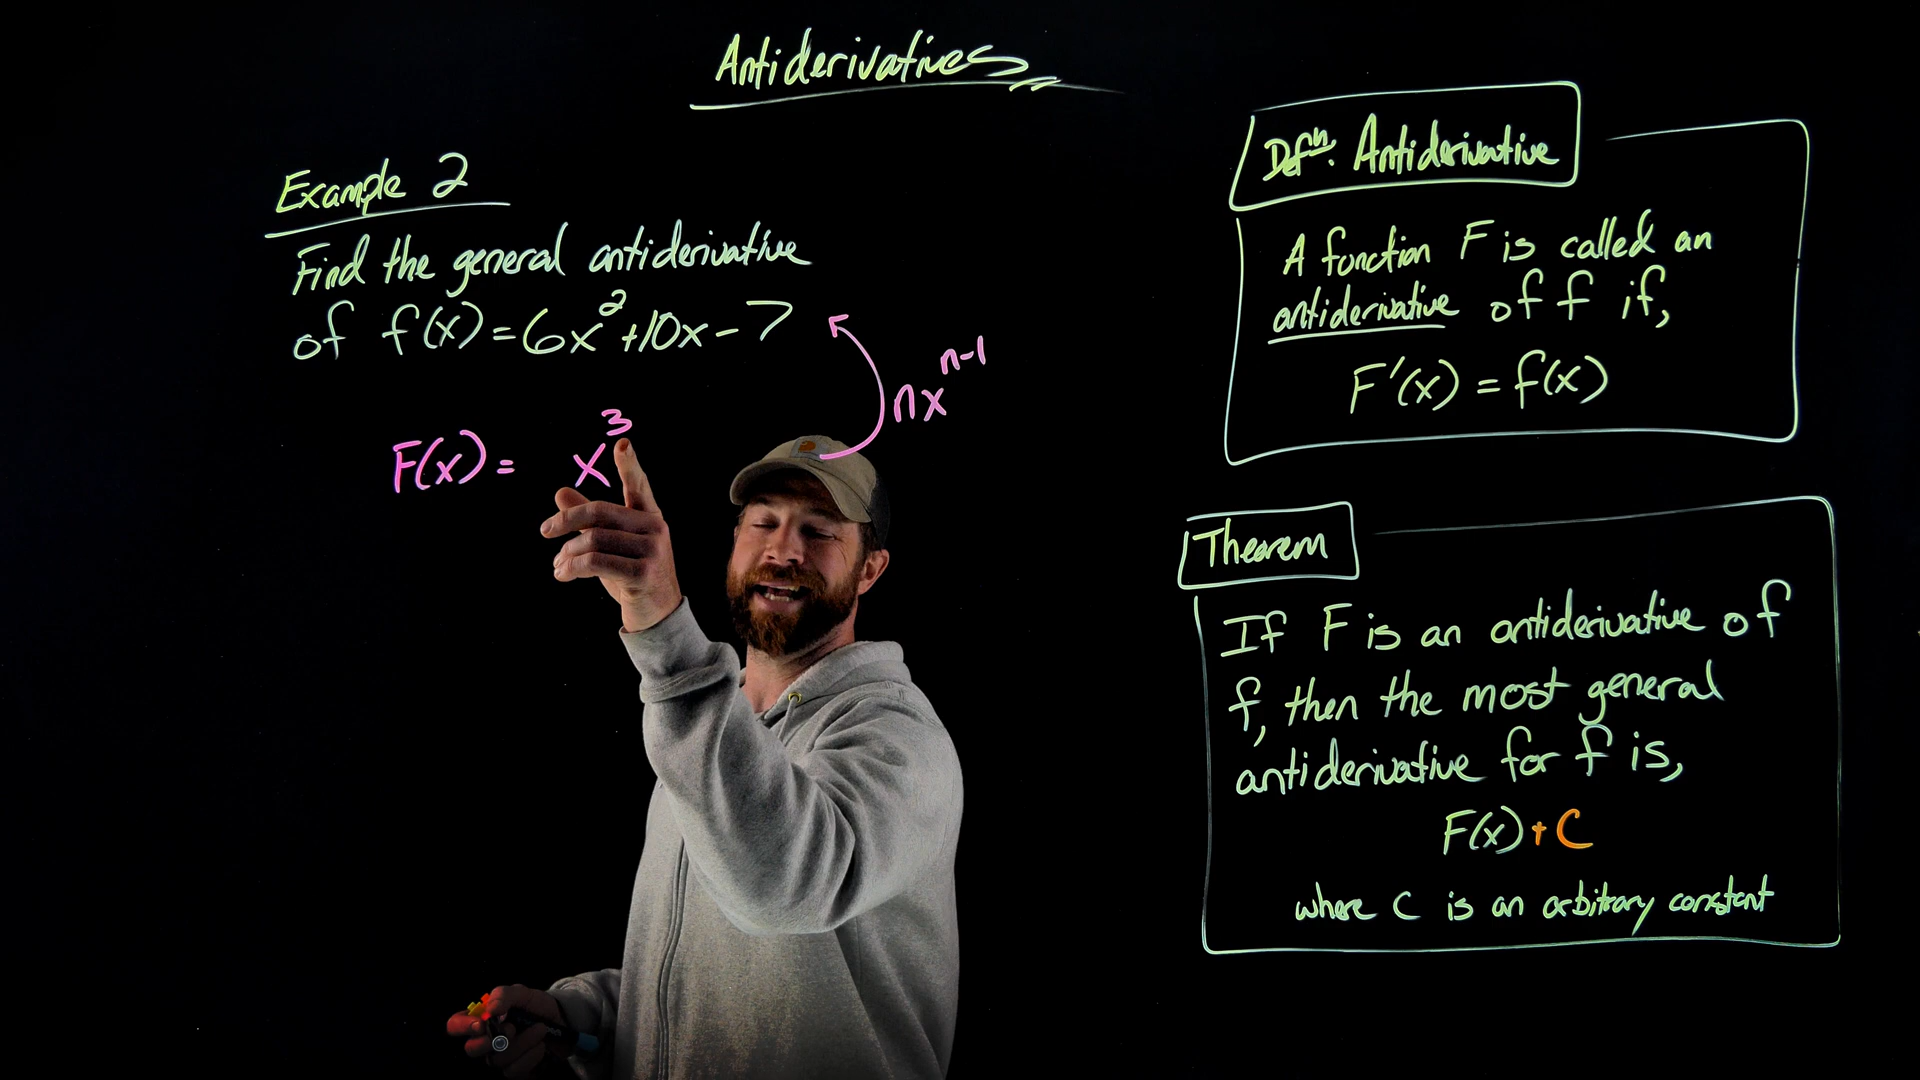 Antiderivatives
Example 2
Find the general antiderivative
of f(x)=6x²+10x-7
nxⁿ⁻¹
F(x)= x³
Defⁿ: Antiderivative
A function F is called an
antiderivative of f if,
F'(x) = f(x)
Theorem
If F is an antiderivative of
f, then the most general
antiderivative for f is,
F(x)+C
where C is an arbitrary constant